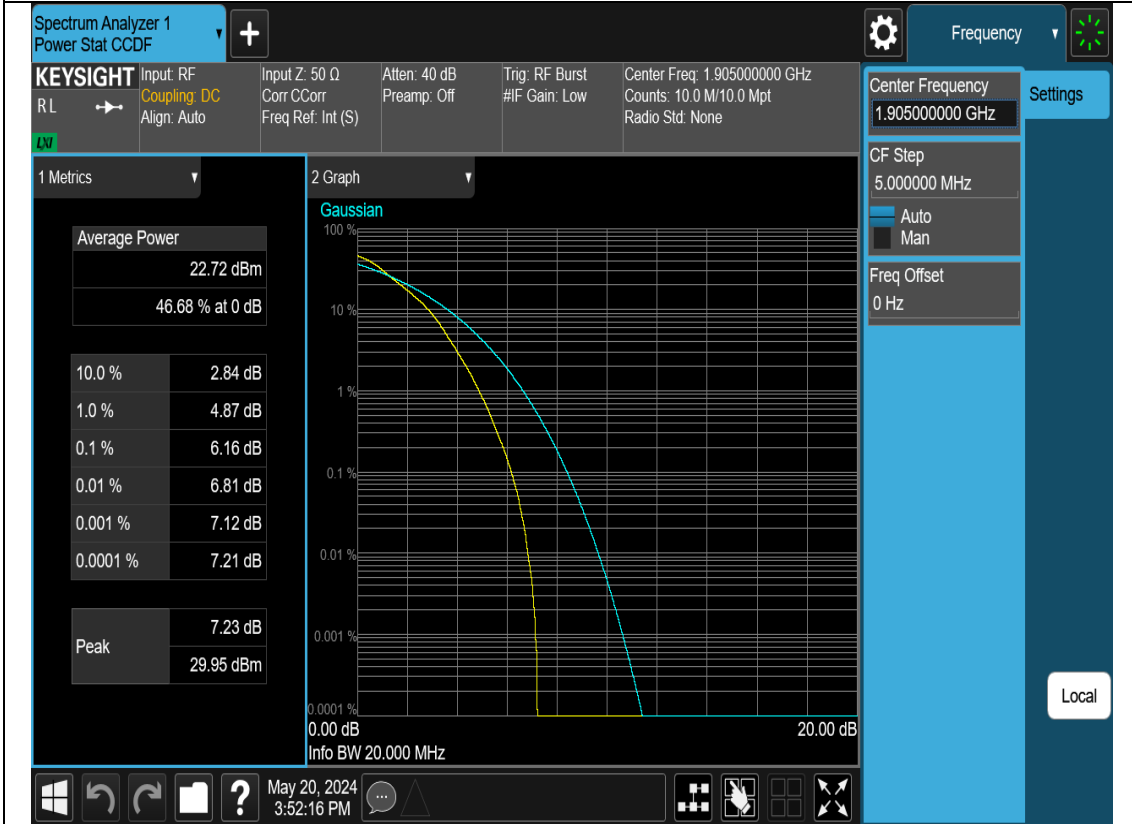 Spectrum Analyzer 1
Power Stat CCDF
+
Frequency
KEYSIGHT
RL
LXI
Input: RF
Coupling: DC
Align: Auto
Input Z: 50 Ω
Corr CCorr
Freq Ref: Int (S)
Atten: 40 dB
Preamp: Off
Trig: RF Burst
#IF Gain: Low
Center Freq: 1.905000000 GHz
Counts: 10.0 M/10.0 Mpt
Radio Std: None
Center Frequency
1.905000000 GHz
Settings
CF Step
5.000000 MHz
Auto
Man
Freq Offset
0 Hz
1 Metrics
Average Power
22.72 dBm
46.68 % at 0 dB
10.0 % 2.84 dB
1.0 % 4.87 dB
0.1 % 6.16 dB
0.01 % 6.81 dB
0.001 % 7.12 dB
0.0001 % 7.21 dB
Peak
7.23 dB
29.95 dBm
2 Graph
Gaussian
100 %
10 %
1 %
0.1 %
0.01 %
0.001 %
0.0001 %
0.00 dB 20.00 dB
Info BW 20.000 MHz
Local
?
May 20, 2024
3:52:16 PM